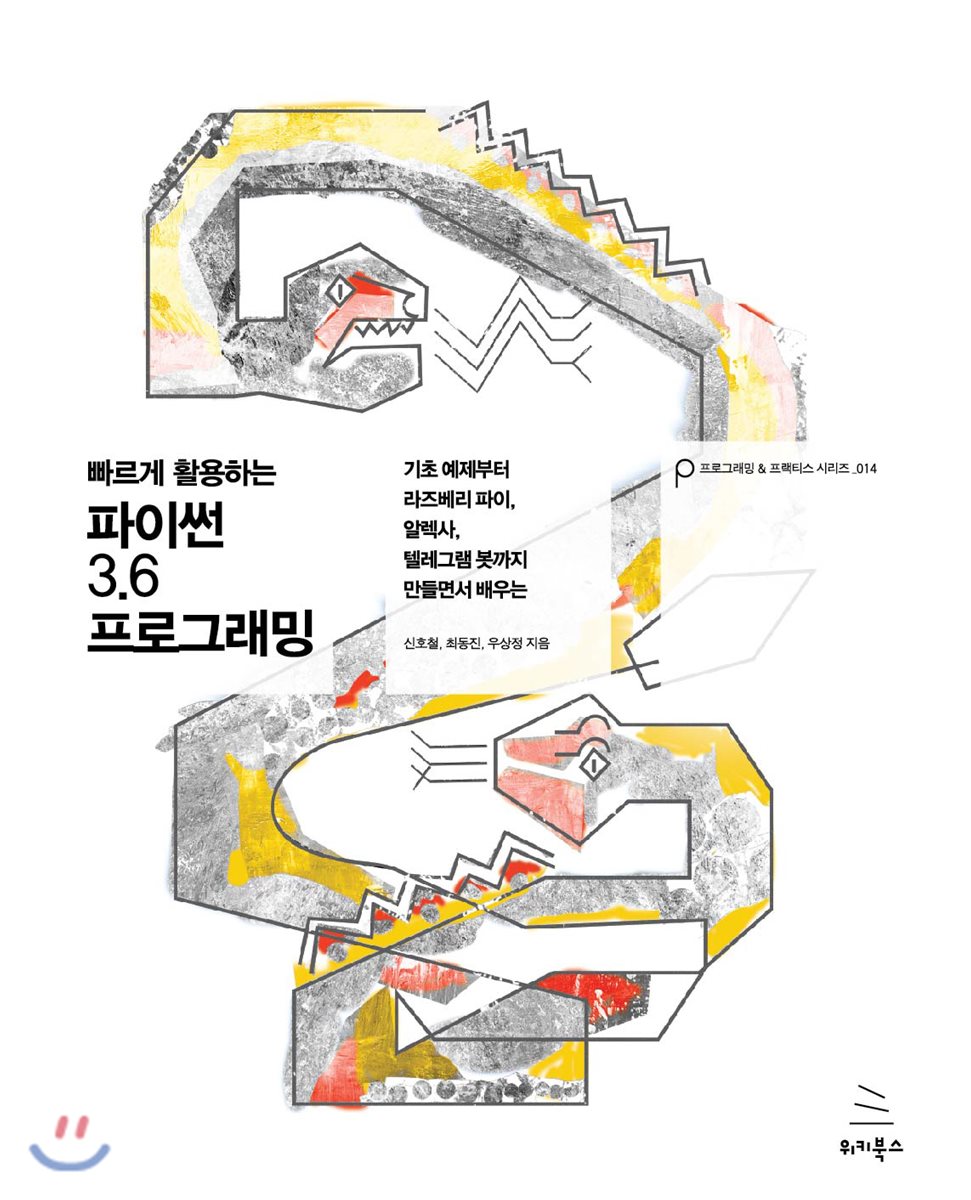 빠르게 활용하는
파이썬
3.6
프로그래밍
기초 예제부터
라즈베리 파이,
알렉사,
텔레그램 봇까지
만들면서 배우는
신호철, 최동진, 우상정 지음
프로그래밍 & 프랙티스 시리즈 _014
위키북스